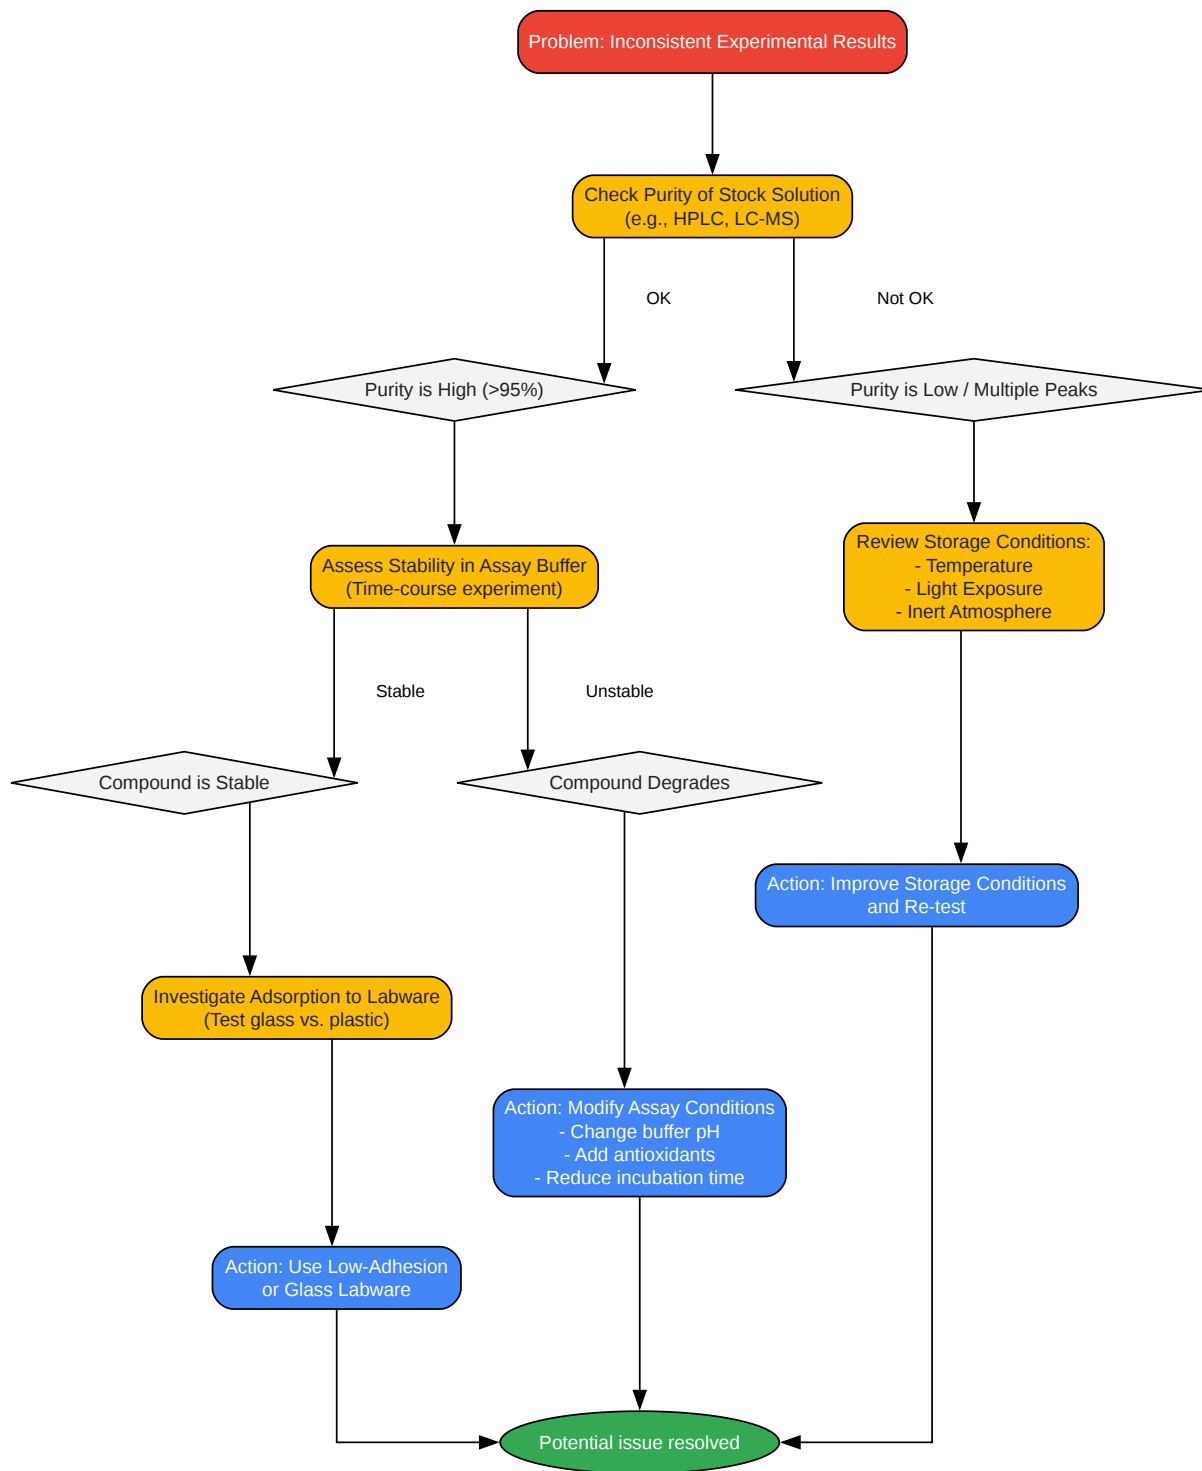 Problem: Inconsistent Experimental Results
Check Purity of Stock Solution
(e.g., HPLC, LC-MS)
OK
Not OK
Purity is High (>95%)
Purity is Low / Multiple Peaks
Assess Stability in Assay Buffer
(Time-course experiment)
Review Storage Conditions:
- Temperature
- Light Exposure
- Inert Atmosphere
Stable
Unstable
Compound is Stable
Compound Degrades
Action: Improve Storage Conditions
and Re-test
Investigate Adsorption to Labware
(Test glass vs. plastic)
Action: Modify Assay Conditions
- Change buffer pH
- Add antioxidants
- Reduce incubation time
Action: Use Low-Adhesion
or Glass Labware
Potential issue resolved